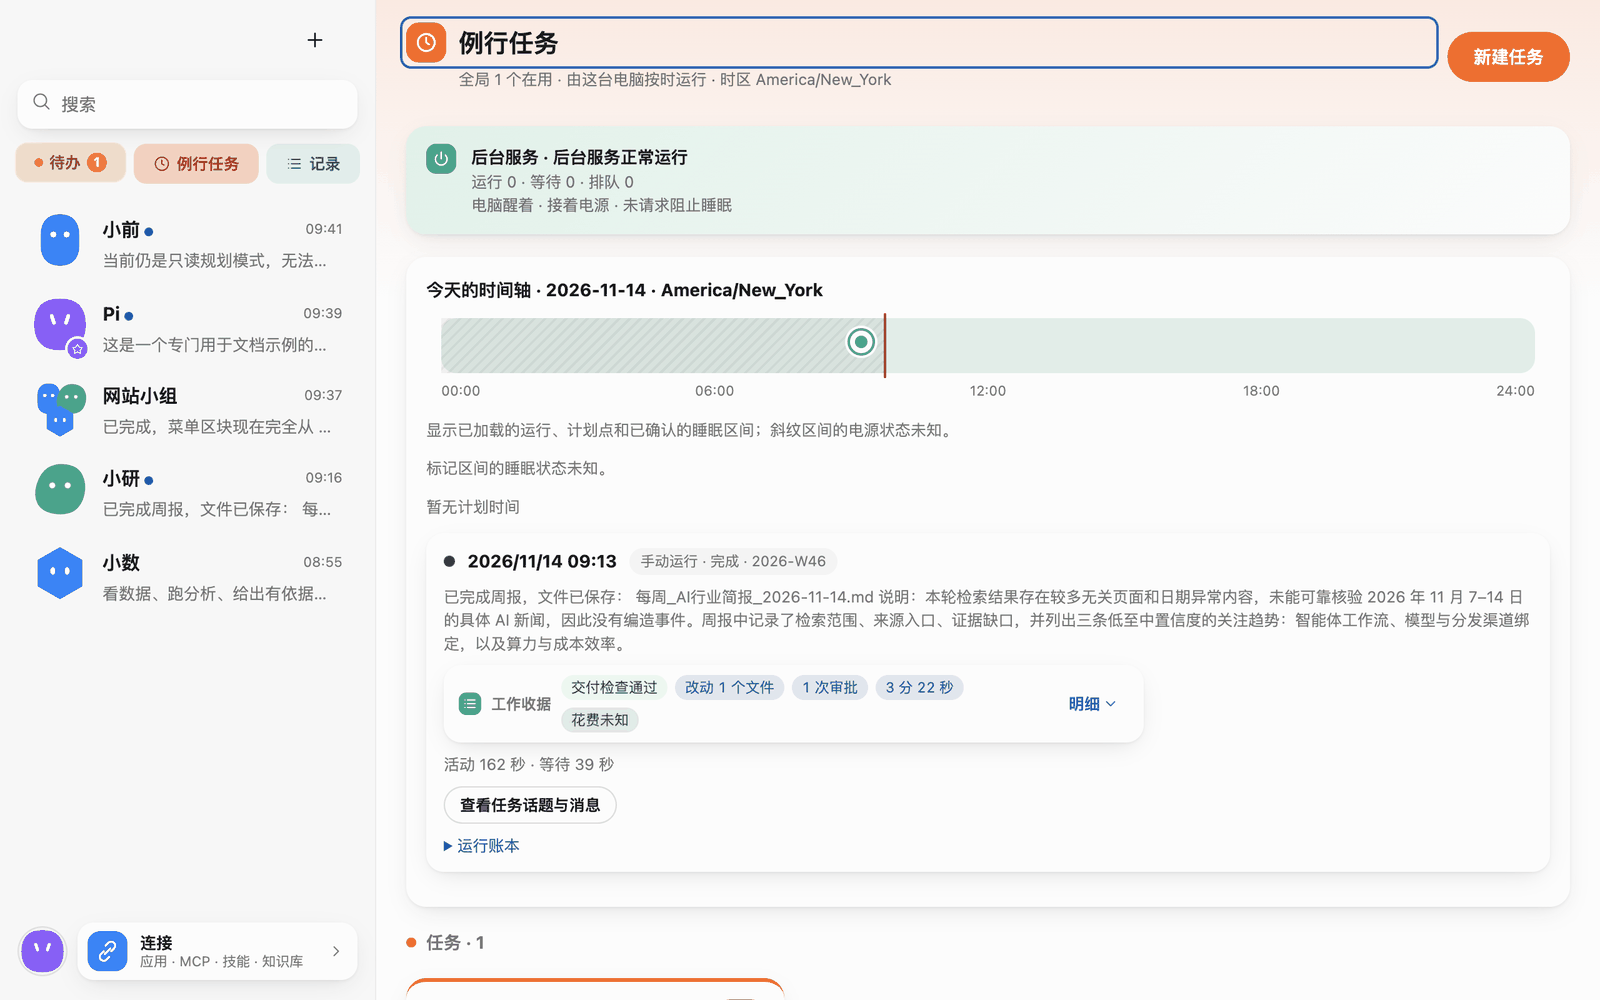 搜索
待办 1
例行任务
记录
小前
09:41
当前仍是只读规划模式，无法...
Pi
09:39
这是一个专门用于文档示例的...
网站小组
09:37
已完成，菜单区块现在完全从 ...
小研
09:16
已完成周报，文件已保存： 每...
小数
08:55
看数据、跑分析、给出有依据...
连接
应用 · MCP · 技能 · 知识库
例行任务
全局 1 个在用 · 由这台电脑按时运行 · 时区 America/New_York
新建任务
后台服务 · 后台服务正常运行
运行 0 · 等待 0 · 排队 0
电脑醒着 · 接着电源 · 未请求阻止睡眠
今天的时间轴 · 2026-11-14 · America/New_York
00:00
06:00
12:00
18:00
24:00
显示已加载的运行、计划点和已确认的睡眠区间；斜纹区间的电源状态未知。
标记区间的睡眠状态未知。
暂无计划时间
2026/11/14 09:13
手动运行 · 完成 · 2026-W46
已完成周报，文件已保存： 每周_AI行业简报_2026-11-14.md 说明：本轮检索结果存在较多无关页面和日期异常内容，未能可靠核验 2026 年 11 月 7–14 日
的具体 AI 新闻，因此没有编造事件。周报中记录了检索范围、来源入口、证据缺口，并列出三条低至中置信度的关注趋势：智能体工作流、模型与分发渠道绑
定，以及算力与成本效率。
工作收据
交付检查通过
改动 1 个文件
1 次审批
3 分 22 秒
花费未知
明细
活动 162 秒 · 等待 39 秒
查看任务话题与消息
运行账本
任务 · 1